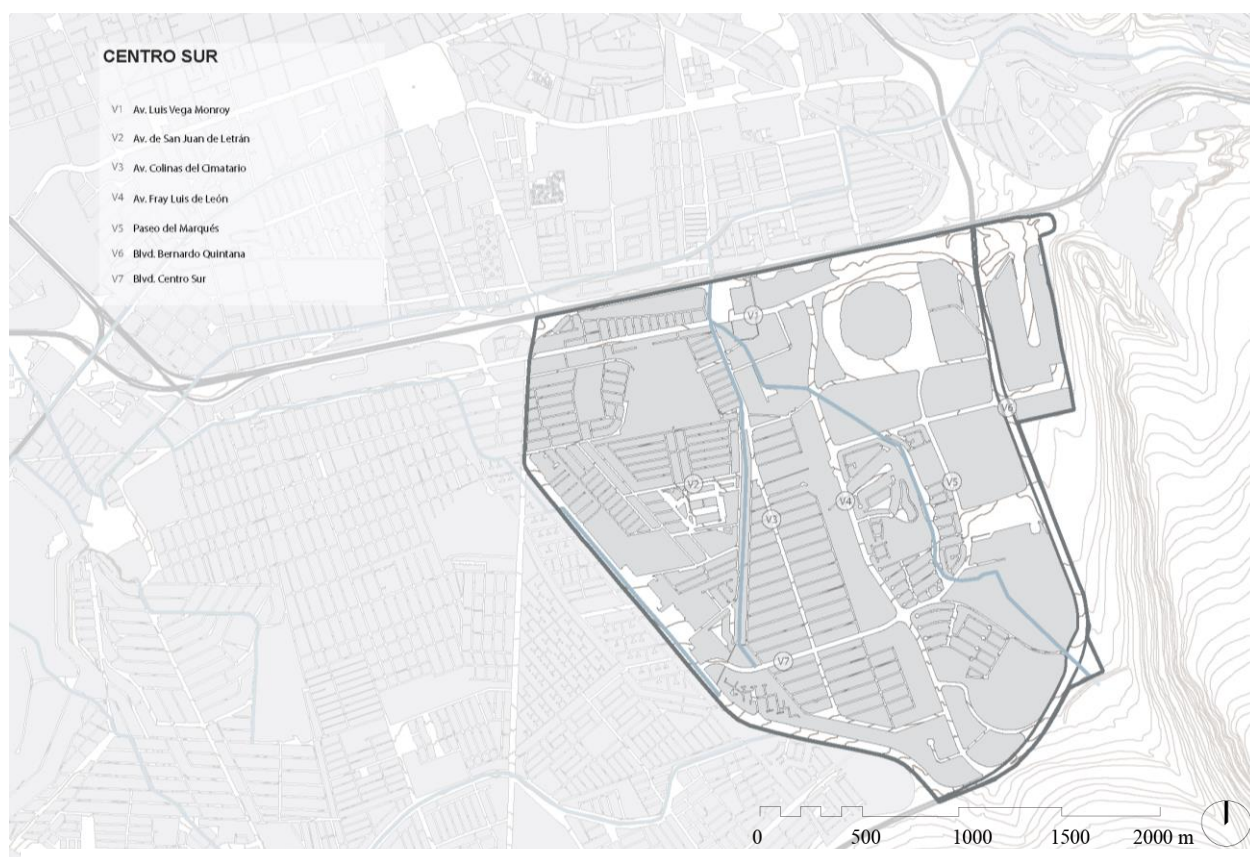 CENTRO SUR
V1 Av. Luis Vega Monroy
V2 Av. de San Juan de Letrán
V3 Av. Colinas del Cimatario
V4 Av. Fray Luis de León
V5 Paseo del Marqués
V6 Blvd. Bernardo Quintana
V7 Blvd. Centro Sur
V1
V6
V2
V5
V4
V3
V7
0 500 1000 1500 2000 m